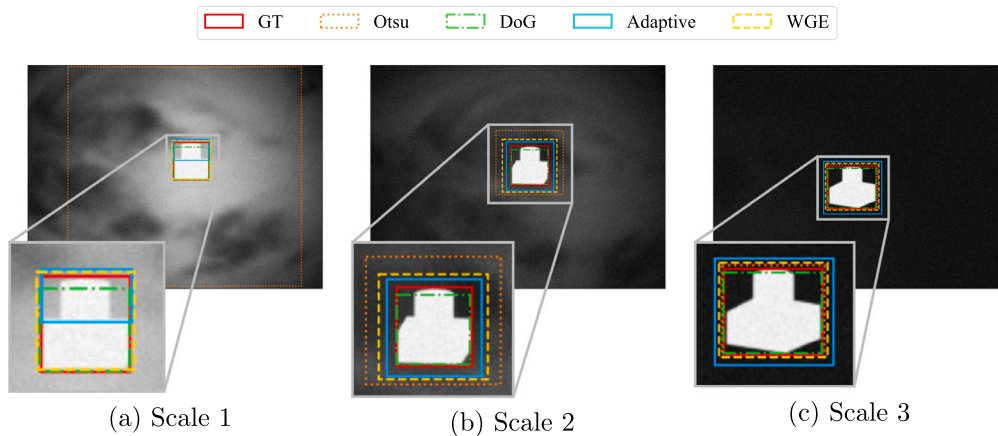 GT Otsu DoG Adaptive WGE
(a) Scale 1
(b) Scale 2
(c) Scale 3